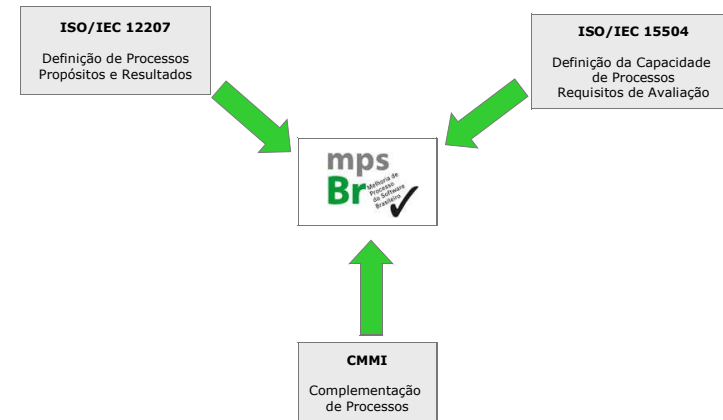 ISO/IEC 12207
Definição de Processos
Propósitos e Resultados
ISO/IEC 15504
Definição da Capacidade
de Processos
Requisitos de Avaliação
mps
Br
Melhoria de
Processo
do Software
Brasileiro
CMMI
Complementação
de Processos